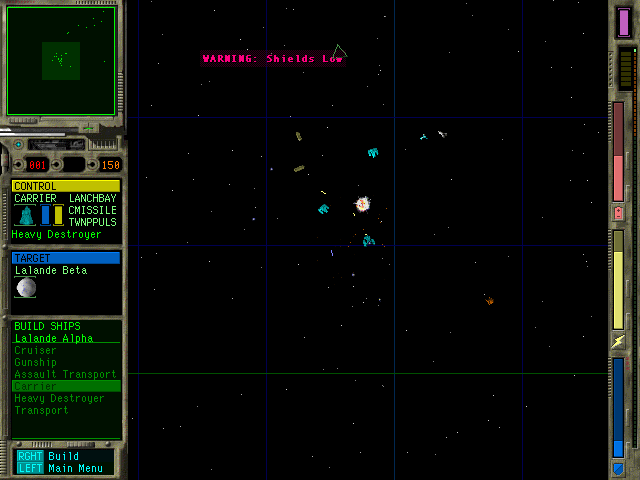 WARNING: Shields Low
001 150
CONTROL
CARRIER LANCHBAY
CMISSILE
TWNPPULS
Heavy Destroyer
TARGET
Lalande Beta
BUILD SHIPS
Lalande Alpha
Cruiser
Gunship
Assault Transport
Carrier
Heavy Destroyer
Transport
RGHT Build
LEFT Main Menu